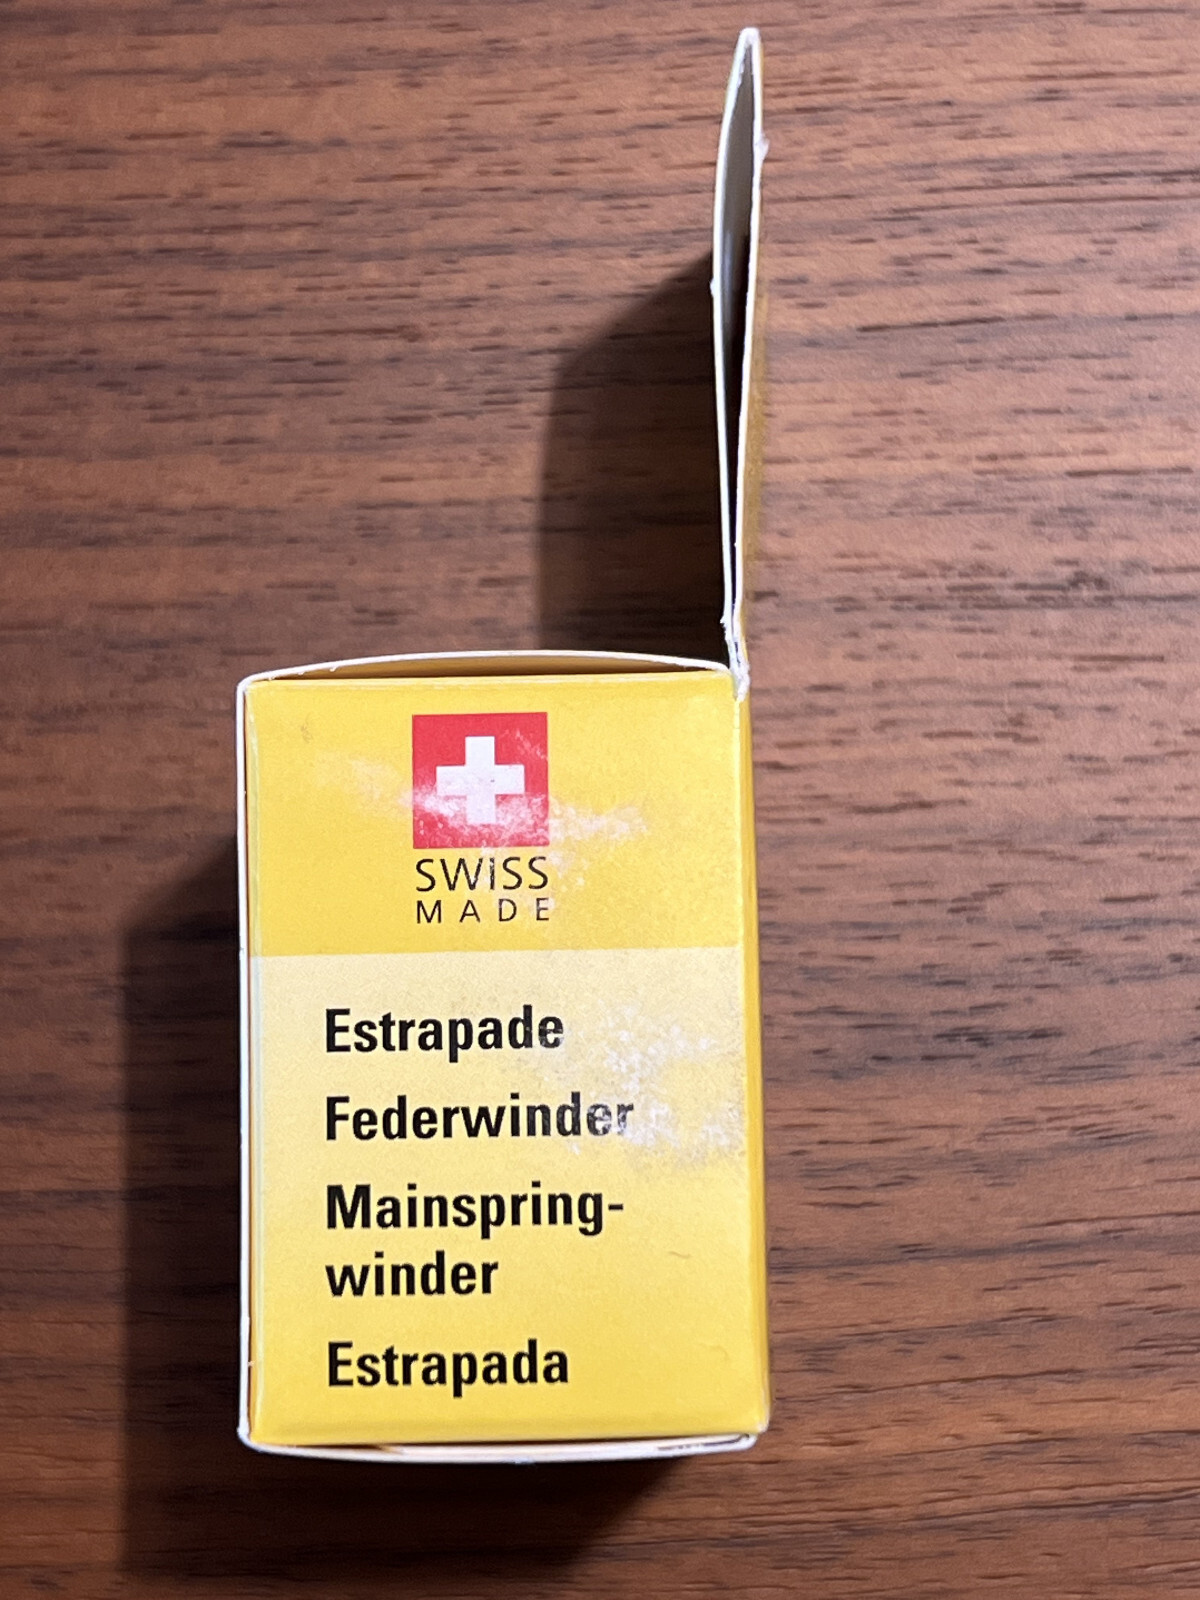 SWISS
MADE
Estrapade
Federwinder
Mainspring-
winder
Estrapada